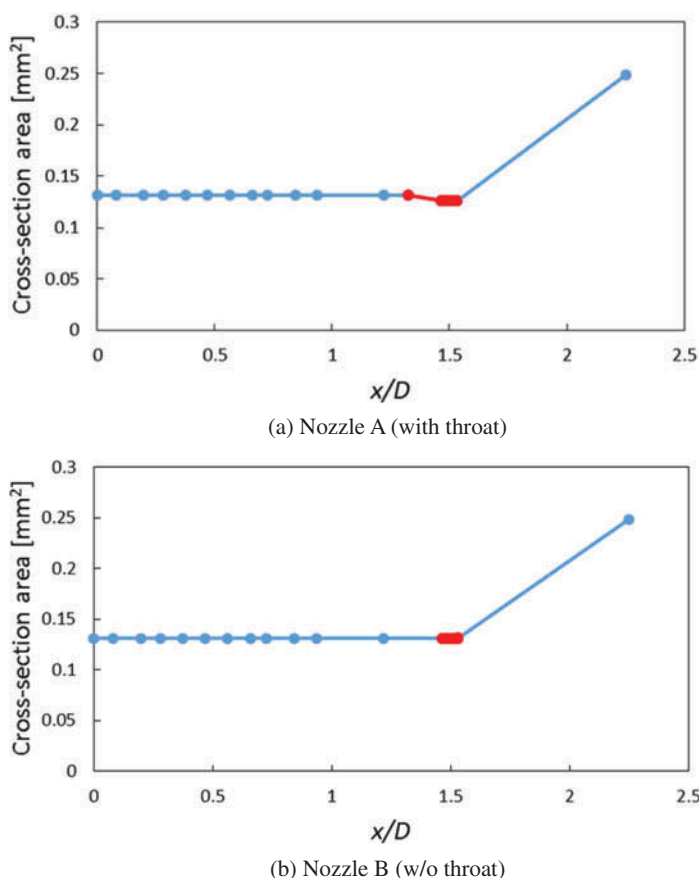 0.3
0.25
0.2
0.15
0.1
0.05
0
Cross-section area [mm²]
0 0.5 1 1.5 2 2.5
x/D
(a) Nozzle A (with throat)
0.3
0.25
0.2
0.15
0.1
0.05
0
Cross-section area [mm²]
0 0.5 1 1.5 2 2.5
x/D
(b) Nozzle B (w/o throat)